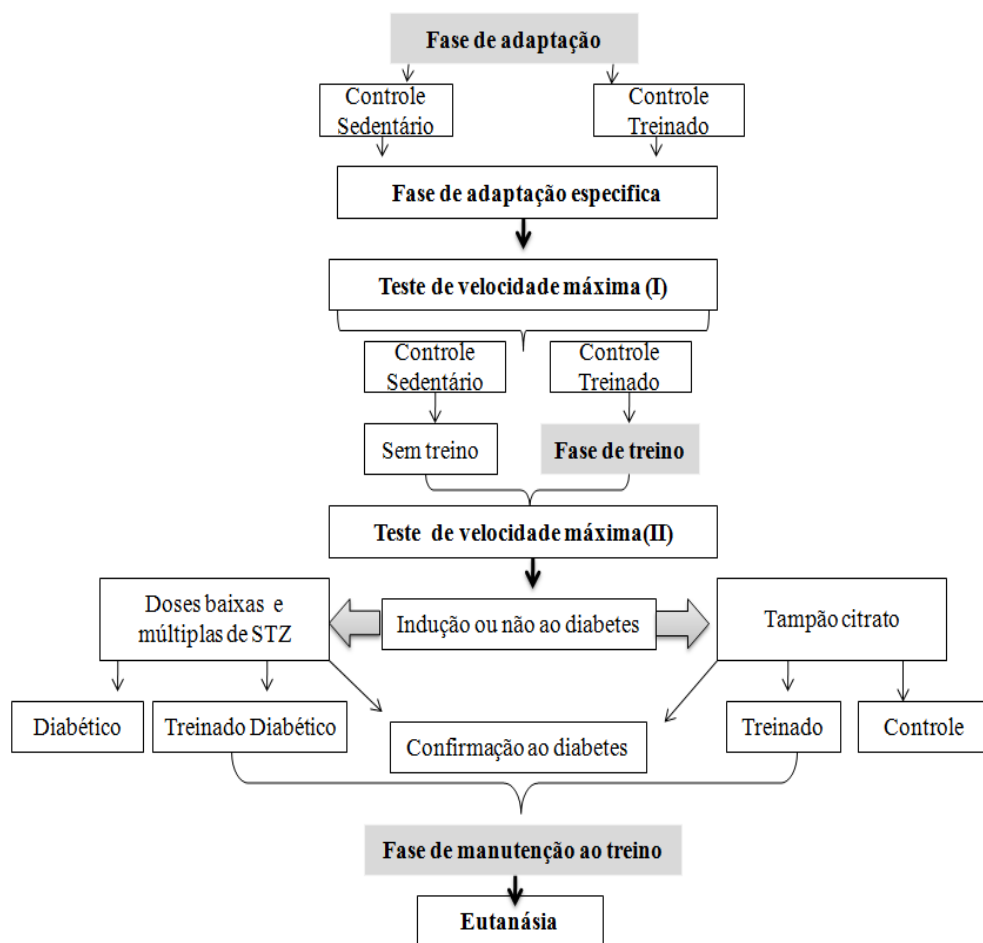 Fase de adaptação
Controle
Sedentário
Controle
Treinado
Fase de adaptação especifica
Teste de velocidade máxima (I)
Controle
Sedentário
Controle
Treinado
Sem treino
Fase de treino
Teste de velocidade máxima(II)
Doses baixas e
múltiplas de STZ
Indução ou não ao diabetes
Tampão citrato
Diabético
Treinado Diabético
Confirmação ao diabetes
Treinado
Controle
Fase de manutenção ao treino
Eutanásia